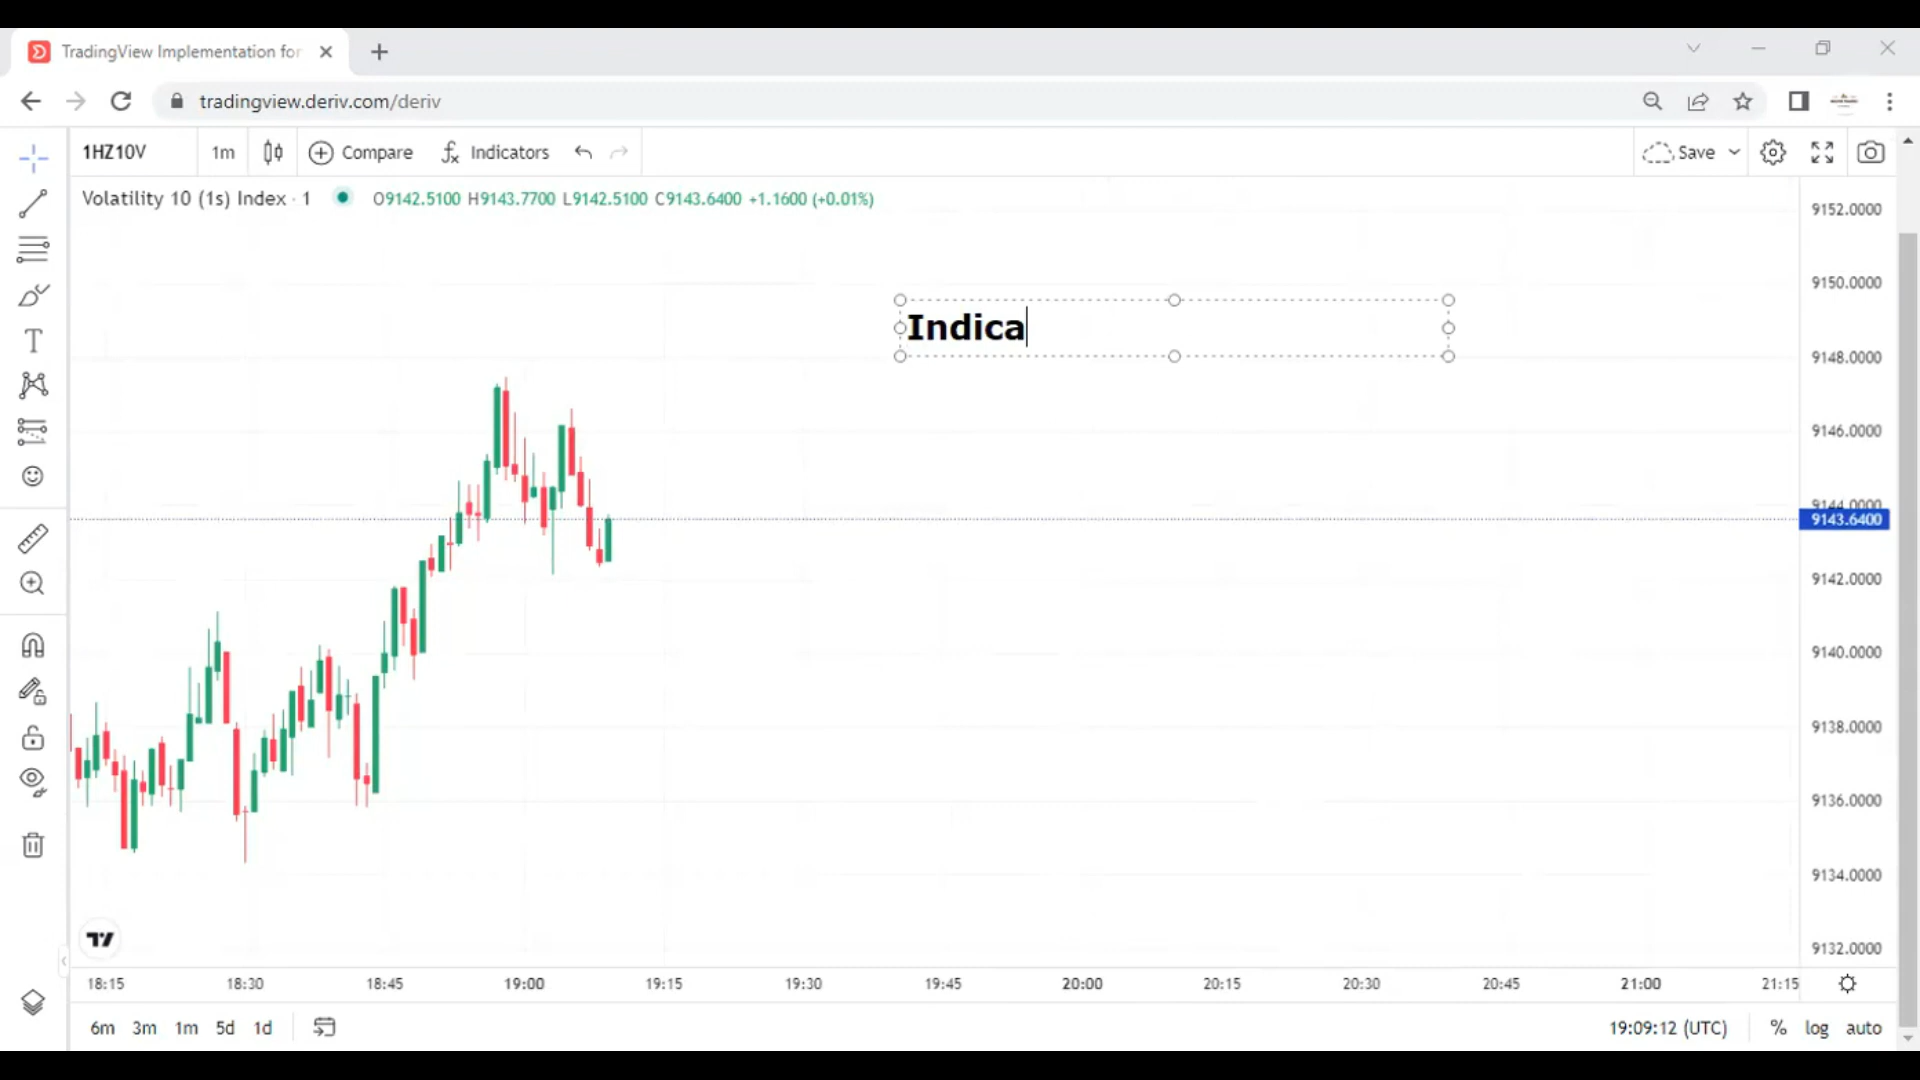 TradingView Implementation for
tradingview.deriv.com/deriv
1HZ10V 1m Compare Indicators Save
Volatility 10 (1s) Index · 1 O9142.5100 H9143.7700 L9142.5100 C9143.6400 +1.1600 (+0.01%)
9152.0000
9150.0000
Indica
9148.0000
9146.0000
9144.0000
9143.6400
9142.0000
9140.0000
9138.0000
9136.0000
9134.0000
9132.0000
18:15 18:30 18:45 19:00 19:15 19:30 19:45 20:00 20:15 20:30 20:45 21:00 21:15
6m 3m 1m 5d 1d 19:09:12 (UTC) % log auto